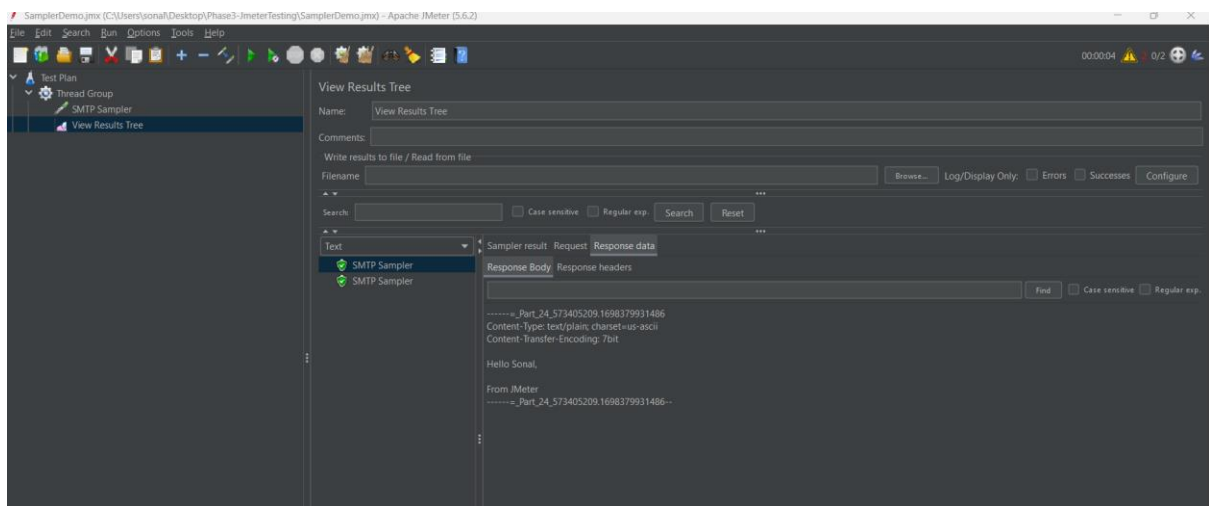 SamplerDemo.jmx (C:\Users\sonal\Desktop\Phase3-JmeterTesting\SamplerDemo.jmx) - Apache JMeter (5.6.2)
File Edit Search Run Options Tools Help
00:00:04 0/2
Test Plan
Thread Group
SMTP Sampler
View Results Tree
View Results Tree
Name: View Results Tree
Comments:
Write results to file / Read from file
Filename Browse... Log/Display Only: Errors Successes Configure
Search: Case sensitive Regular exp. Search Reset
Text
SMTP Sampler
SMTP Sampler
Sampler result Request Response data
Response Body Response headers
Find Case sensitive Regular exp.
------=_Part_24_573405209.1698379931486
Content-Type: text/plain; charset=us-ascii
Content-Transfer-Encoding: 7bit
Hello Sonal,
From JMeter
------=_Part_24_573405209.1698379931486--